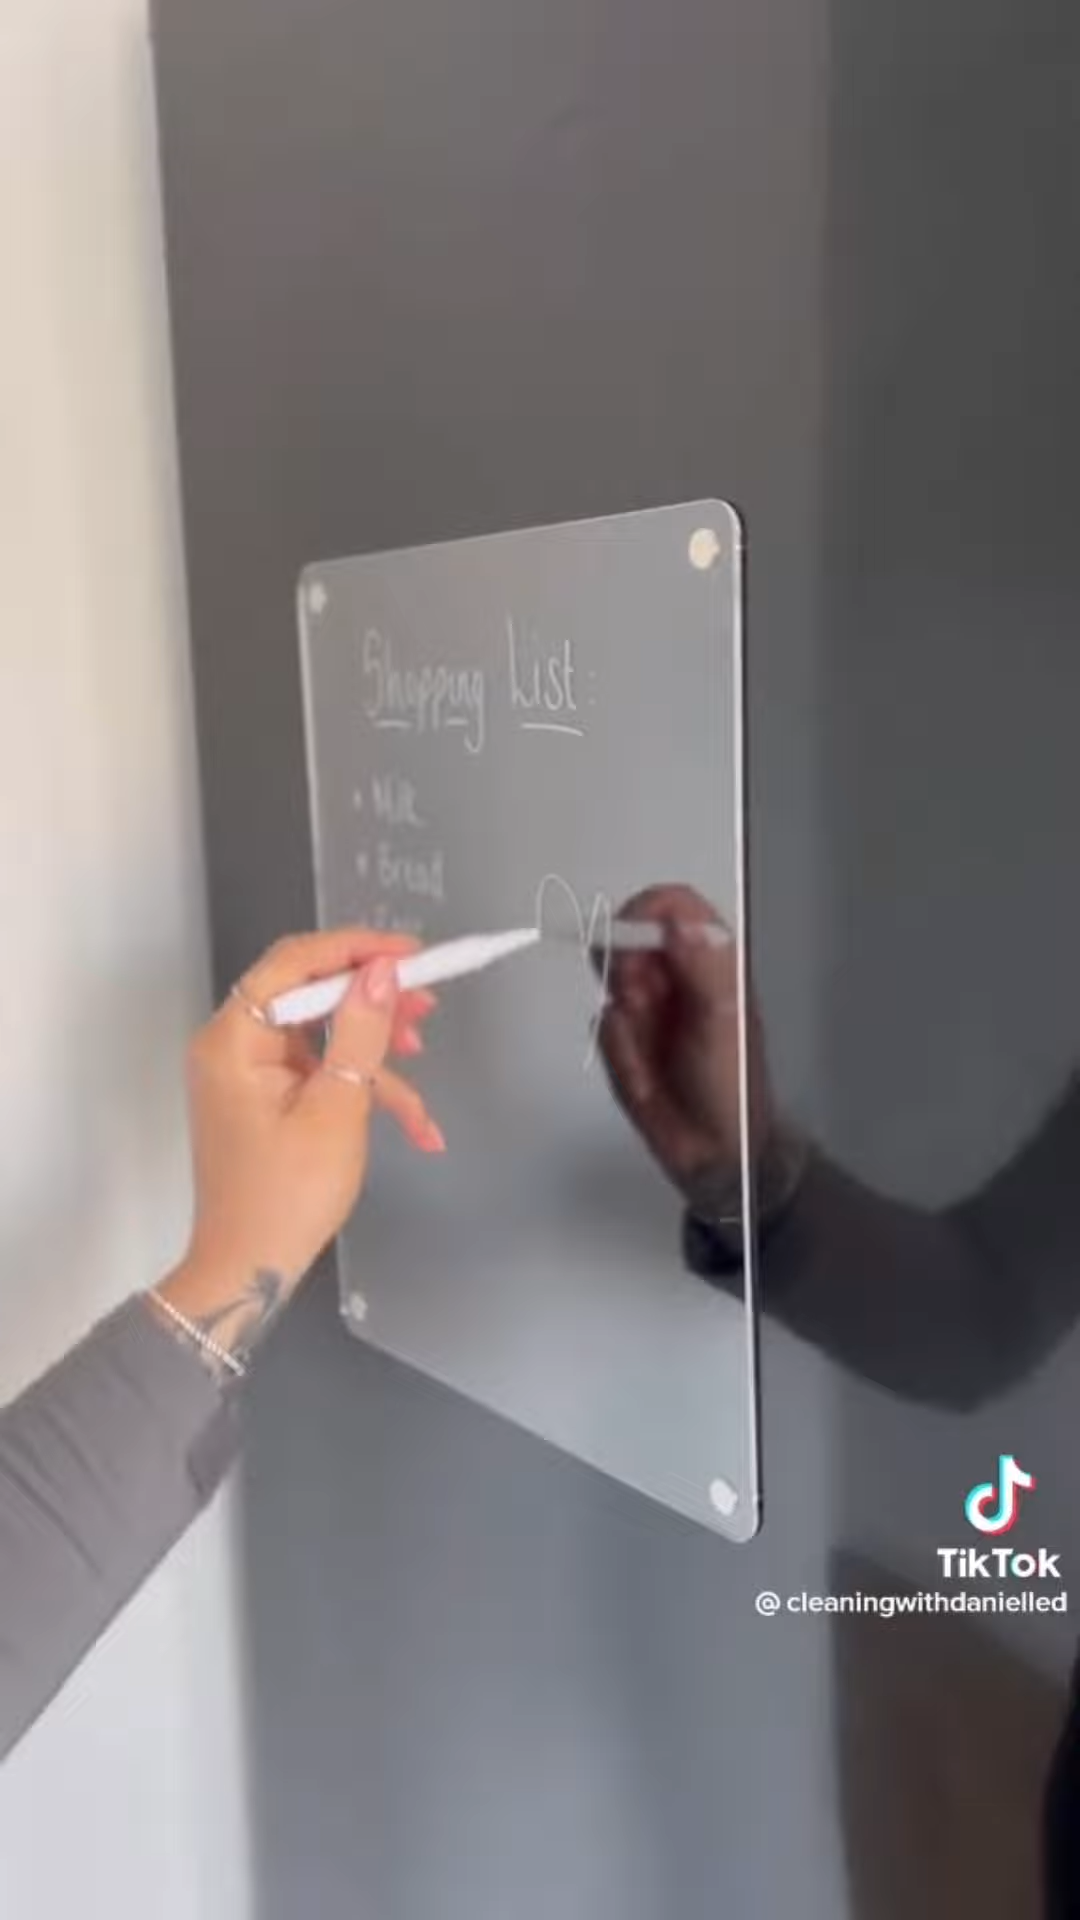 Shopping List:
• Milk
• Bread
TikTok
@cleaningwithdanielled